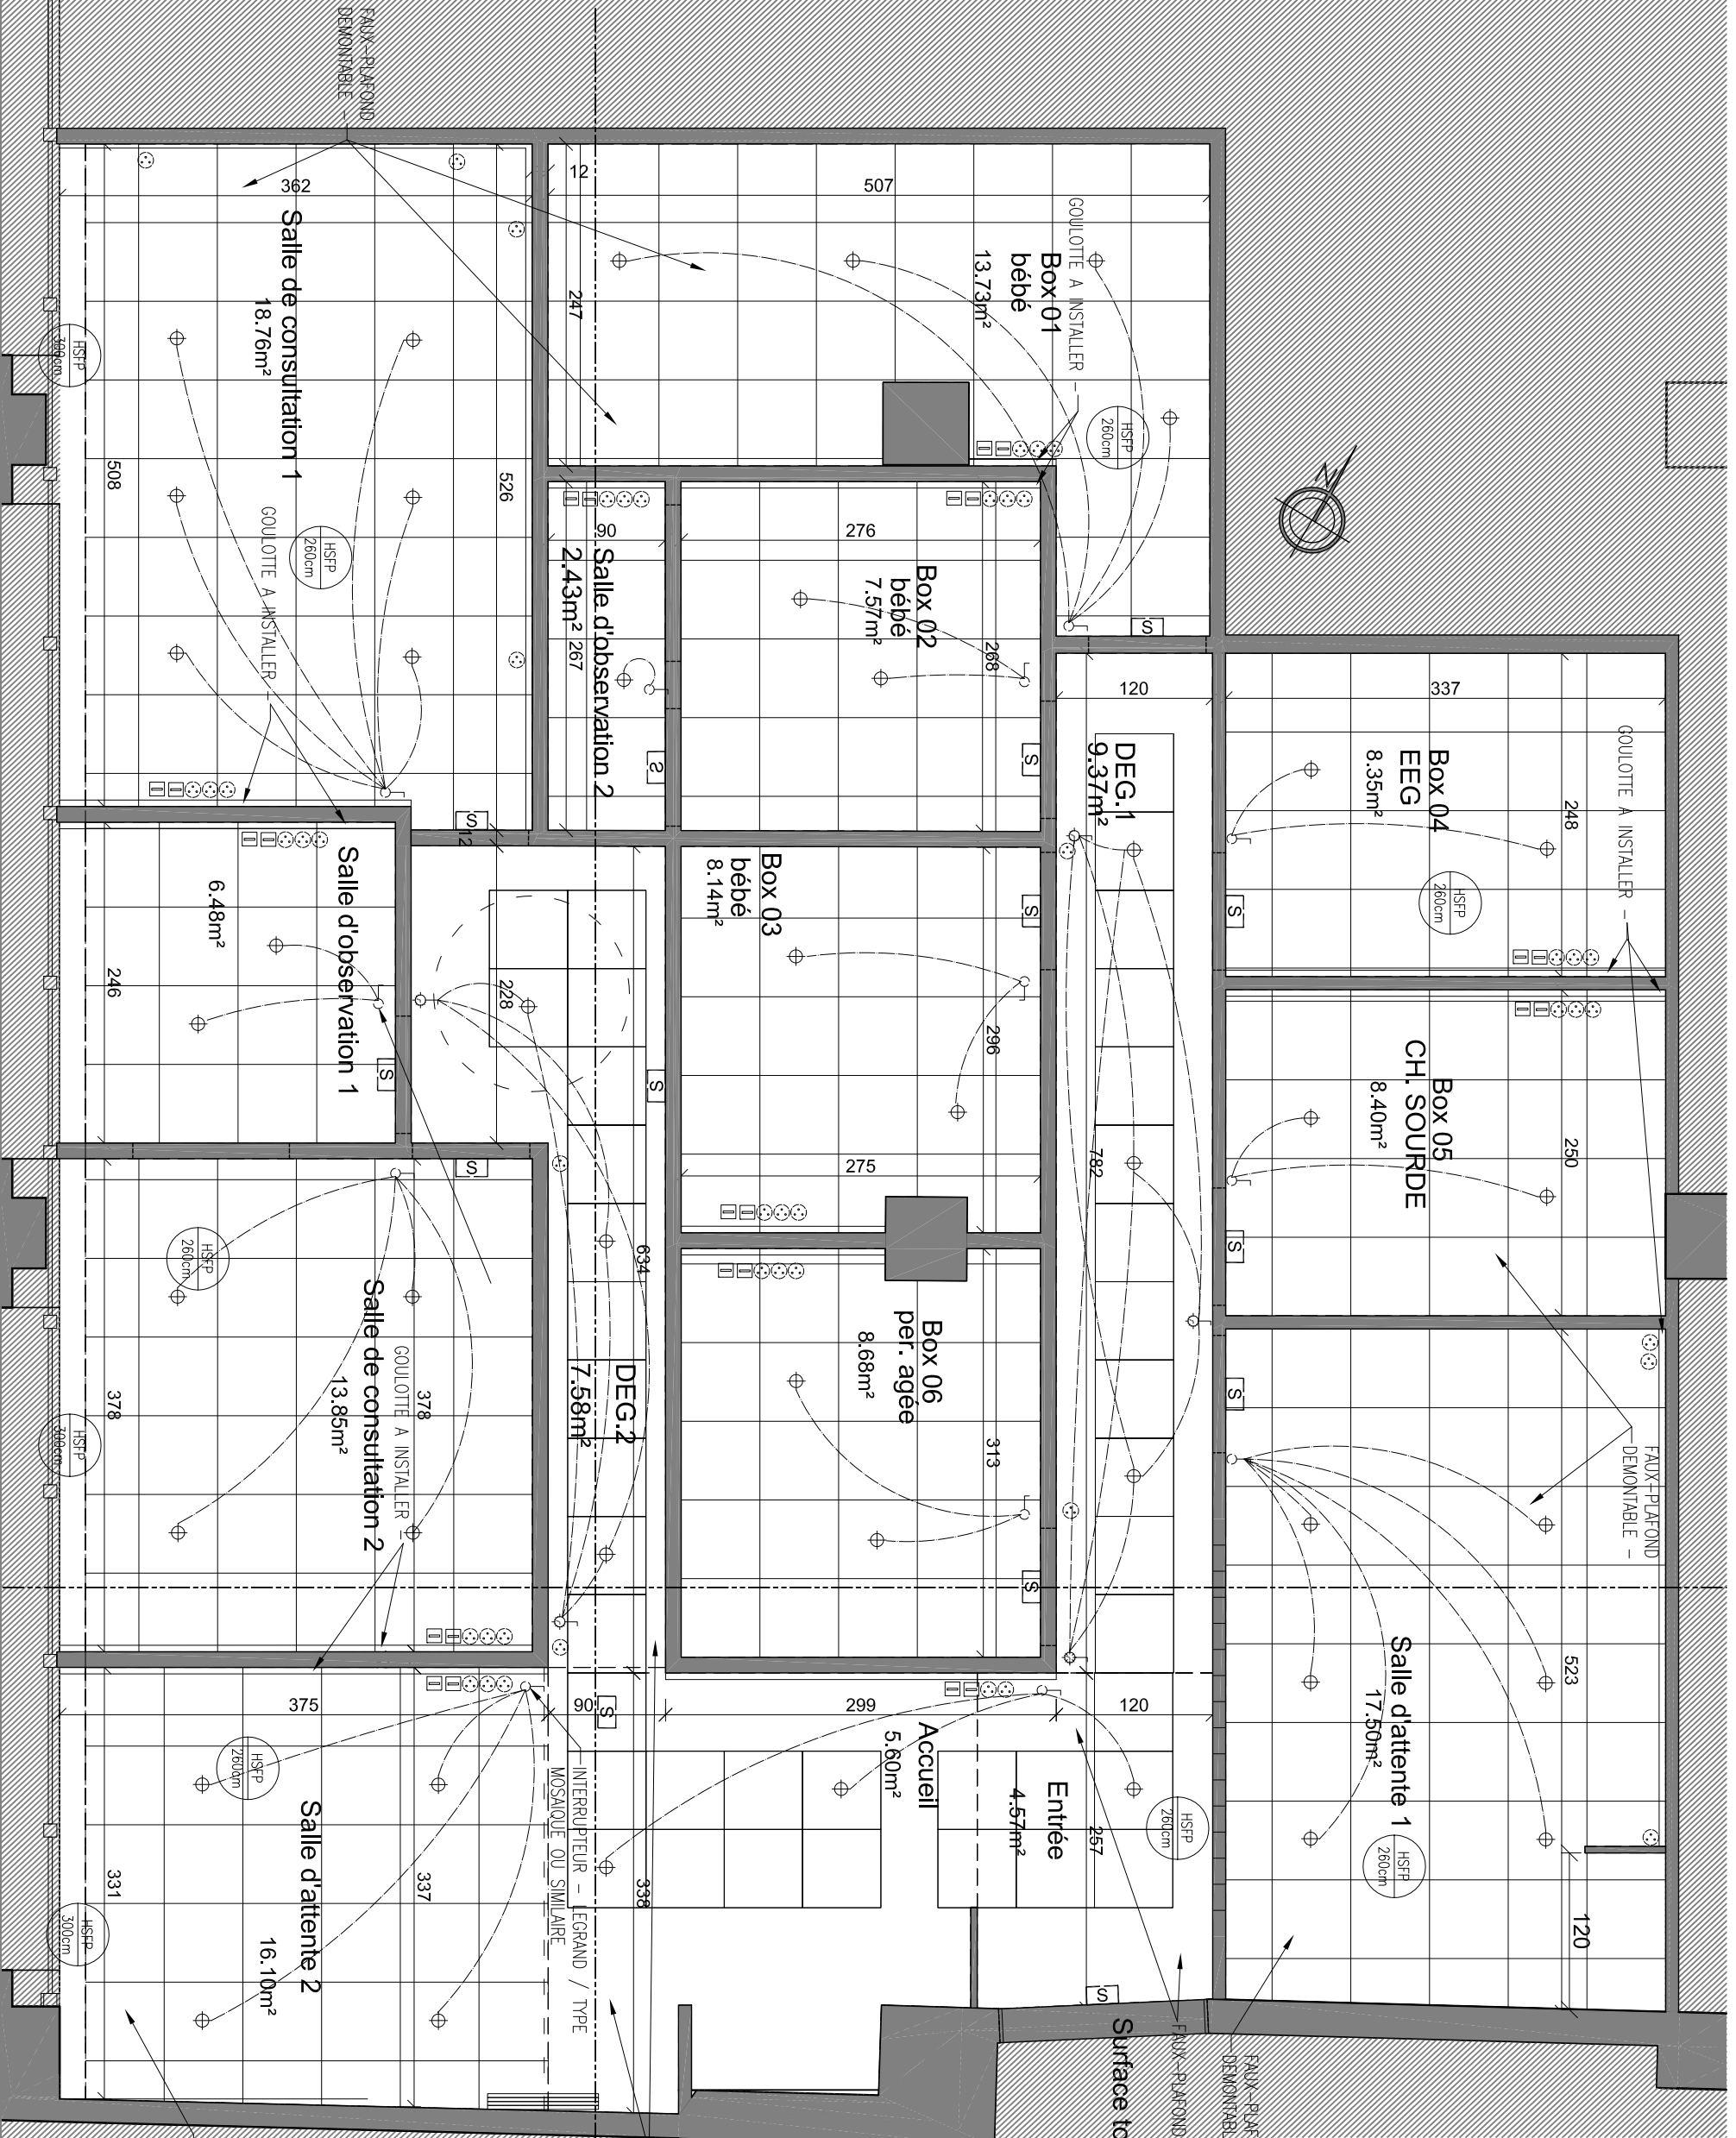 FAUX-PLAFOND
DEMONTABLE -
362
Salle de consultation 1
18.76m²
508
526
HSFP
300cm
HSFP
260cm
GOULOTTE A INSTALLER -
12
507
247
GOULOTTE A INSTALLER -
Box 01
bébé
13.73m²
HSFP
260cm
90
Salle d'observation 2
2.43m²
267
S
276
Box 02
bébé
7.57m²
268
S
S
N
120
DEG.1
9.37m²
782
337
Box 04
EEG
8.35m²
248
HSFP
260cm
GOULOTTE A INSTALLER -
S
Box 05
CH. SOURDE
8.40m²
250
S
FAUX-PLAFOND
DEMONTABLE -
S
12
Salle d'observation 1
6.48m²
246
S
228
S
Box 03
bébé
8.14m²
296
275
S
634
DEG.2
7.58m²
Box 06
per. agée
8.68m²
313
S
S
HSFP
260cm
Salle de consultation 2
13.85m²
378
378
HSFP
300cm
GOULOTTE A INSTALLER -
Salle d'attente 1
17.50m²
523
HSFP
260cm
120
S
375
90
299
120
S
HSFP
260cm
Salle d'attente 2
16.10m²
331
337
338
HSFP
300cm
INTERRUPTEUR - LEGRAND / TYPE
MOSAIQUE OU SIMILAIRE
Accueil
5.60m²
Entrée
4.57m²
257
HSFP
260cm
S
Surface to
FAUX-PLAFOND
FAUX-PLAF
DEMONTABL